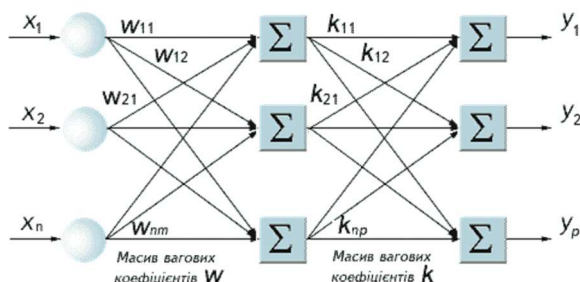 x1 w11 Σ k11 Σ y1
w12 k12
w21 k21
x2 Σ Σ y2
xn wnm Σ knp Σ yp
Масив вагових Масив вагових
коефіцієнтів w коефіцієнтів k